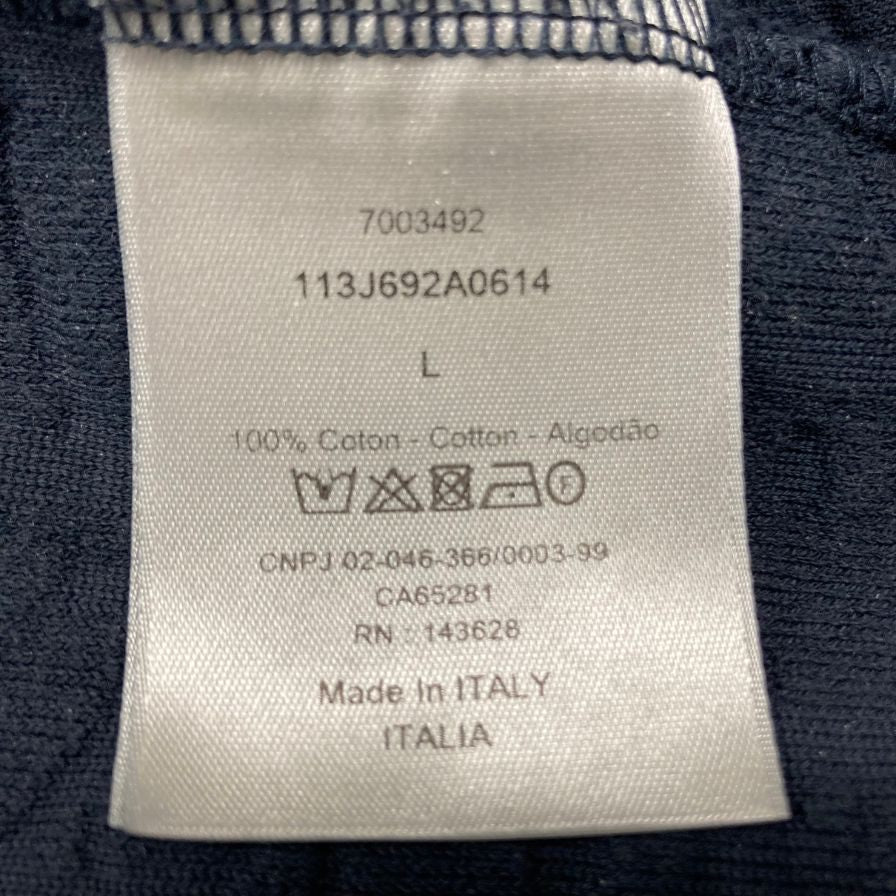 7003492
113J692A0614
L
100% Coton - Cotton - Algodão
F
CNPJ 02-046-366/0003-99
CA65281
RN : 143628
Made In ITALY
ITALIA